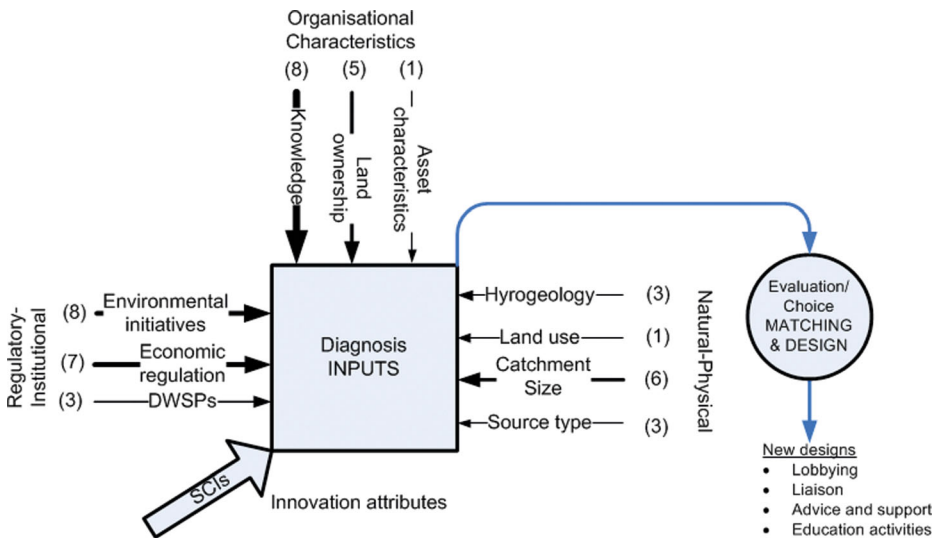 Organisational
Characteristics
(8) (5) (1)
Knowledge
Land
ownership
Asset
characteristics
Regulatory-
Institutional
(8) Environmental
initiatives
(7) Economic
regulation
(3) DWSPs
Diagnosis
INPUTS
Hyrogeology (3)
Land use (1)
Catchment
Size (6)
Source type (3)
Natural-Physical
SCIs
Innovation attributes
Evaluation/
Choice
MATCHING
& DESIGN
New designs
• Lobbying
• Liaison
• Advice and support
• Education activities